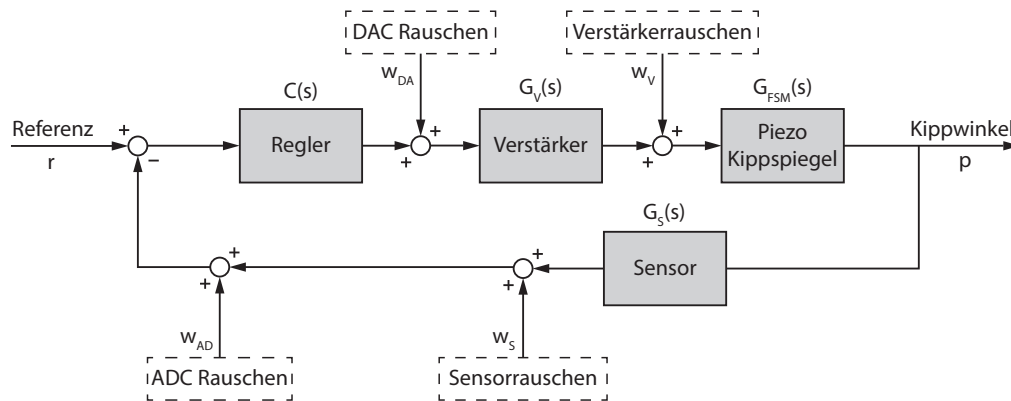 DAC Rauschen
Verstärkerrauschen
w_DA
w_V
C(s)
G_V(s)
G_FSM(s)
Referenz
r
+
−
Regler
+
+
Verstärker
+
+
Piezo
Kippspiegel
Kippwinkel
p
G_S(s)
Sensor
+
+
+
+
w_AD
w_S
ADC Rauschen
Sensorrauschen